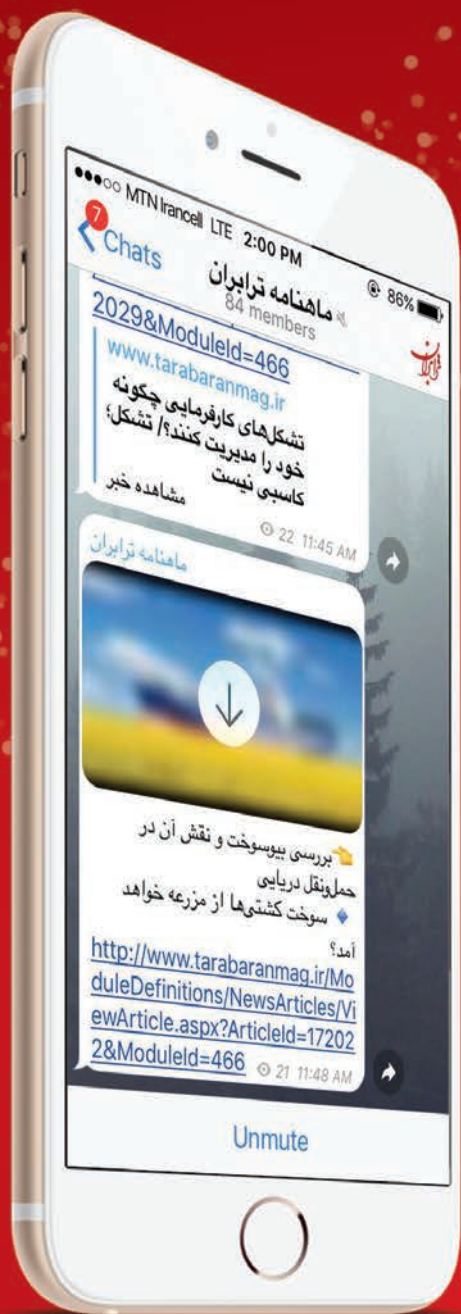 MTN Irancell LTE 2:00 PM 86%
7
Chats
ماهنامه ترابران
84 members
ترابران
2029&ModuleId=466
www.tarabaranmag.ir
تشکل‌های کارفرمایی چگونه
خود را مدیریت کنند؟/ تشکل؛
کاسبی نیست
مشاهده خبر
22 11:45 AM
ماهنامه ترابران
بررسی بیوسوخت و نقش آن در
حمل‌ونقل دریایی
سوخت کشتی‌ها از مزرعه خواهد
آمد؟
http://www.tarabaranmag.ir/Mo
duleDefinitions/NewsArticles/Vi
ewArticle.aspx?ArticleId=17202
2&ModuleId=466 21 11:48 AM
Unmute